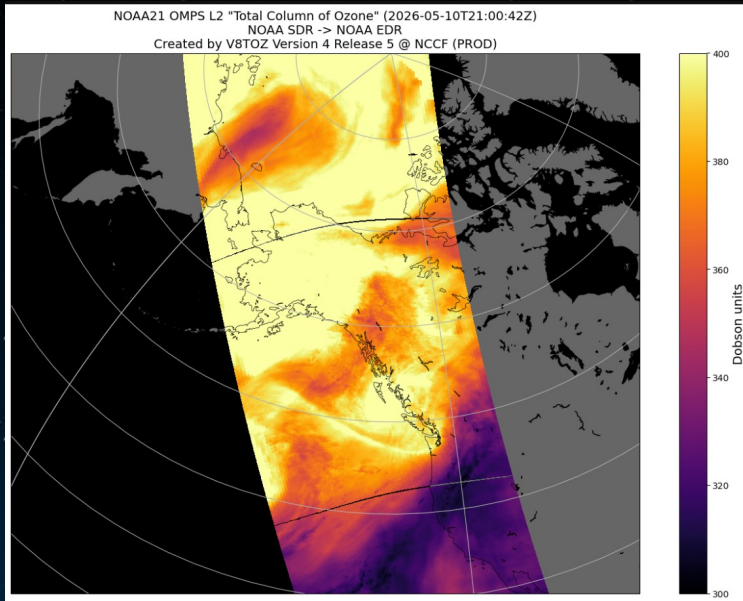 NOAA21 OMPS L2 "Total Column of Ozone" (2026-05-10T21:00:42Z)
NOAA SDR -> NOAA EDR
Created by V8TOZ Version 4 Release 5 @ NCCF (PROD)
400
380
360
340
320
300
Dobson units